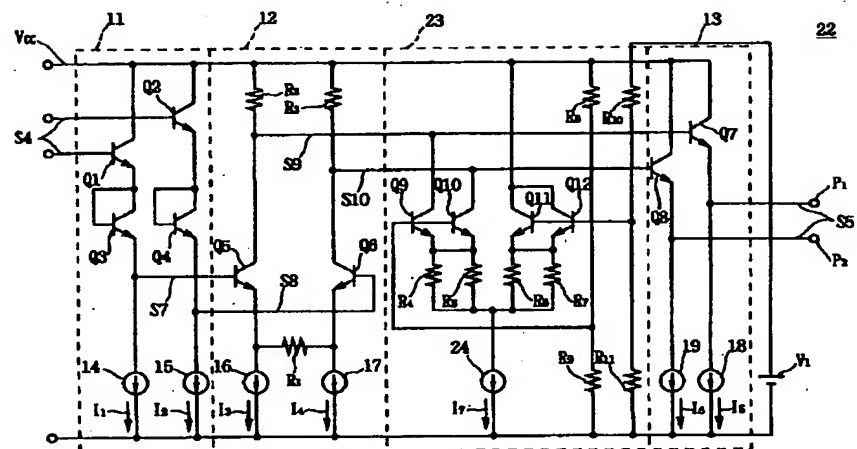 11
12
23
13
22
Vcc
Q2
R2
R3
R8
R10
Q7
S4
S9
Q1
S10
Q9
Q10
Q11
Q12
Q8
P1
Q3
Q4
S5
Q5
Q6
P2
S7
S8
R4
R5
R6
R7
14
15
16
R1
17
24
R9
R11
19
18
V1
I1
I2
I3
I4
I7
I6
I5